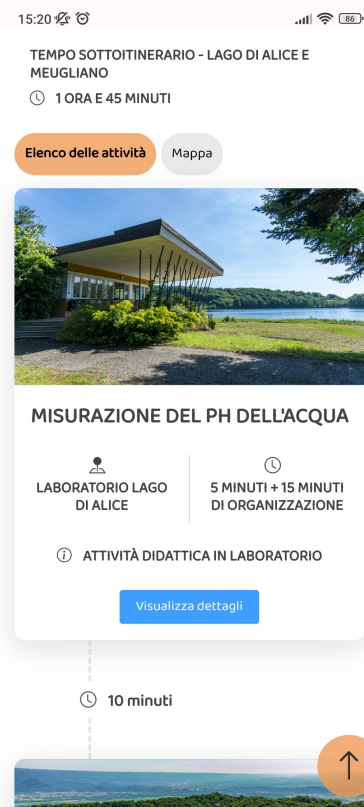 15:20
86
TEMPO SOTTOITINERARIO - LAGO DI ALICE E
MEUGLIANO
1 ORA E 45 MINUTI
Elenco delle attività
Mappa
MISURAZIONE DEL PH DELL'ACQUA
LABORATORIO LAGO
DI ALICE
5 MINUTI + 15 MINUTI
DI ORGANIZZAZIONE
ATTIVITÀ DIDATTICA IN LABORATORIO
Visualizza dettagli
10 minuti